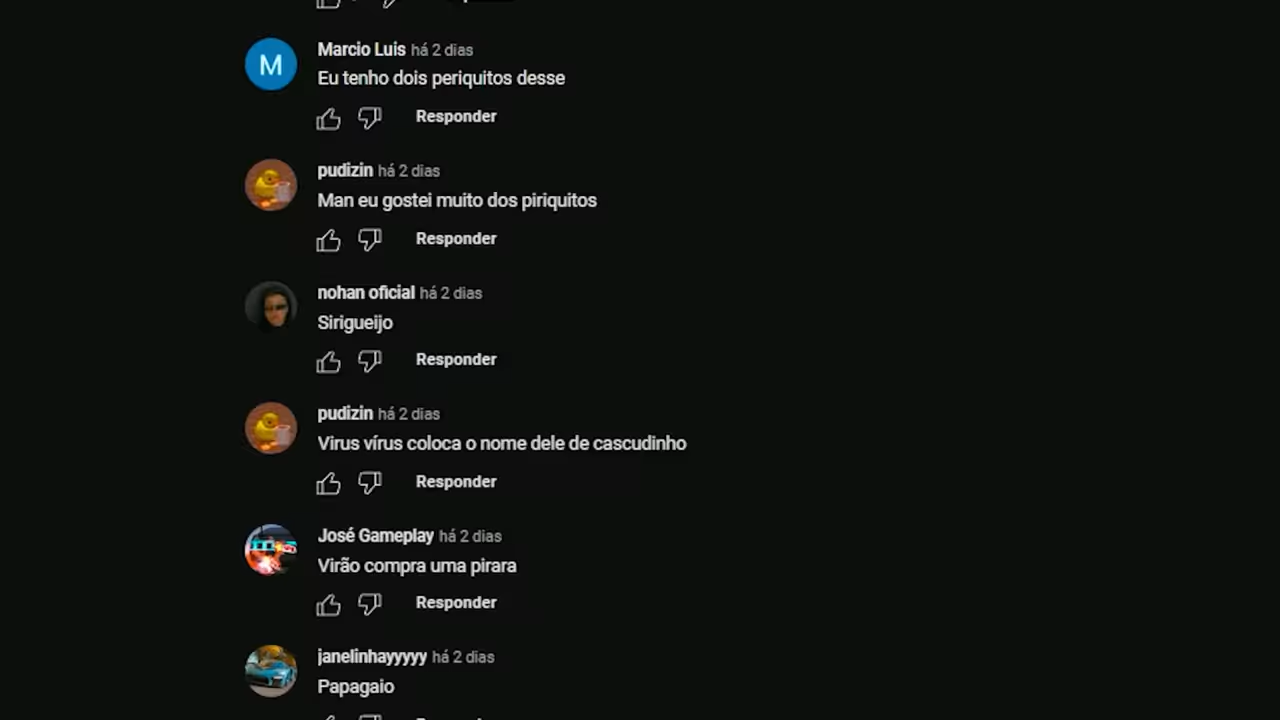 Marcio Luis há 2 dias
Eu tenho dois periquitos desse
Responder
pudizin há 2 dias
Man eu gostei muito dos piriquitos
Responder
nohan oficial há 2 dias
Sirigueijo
Responder
pudizin há 2 dias
Virus vírus coloca o nome dele de cascudinho
Responder
José Gameplay há 2 dias
Virão compra uma pirara
Responder
janelinhayyyyy há 2 dias
Papagaio